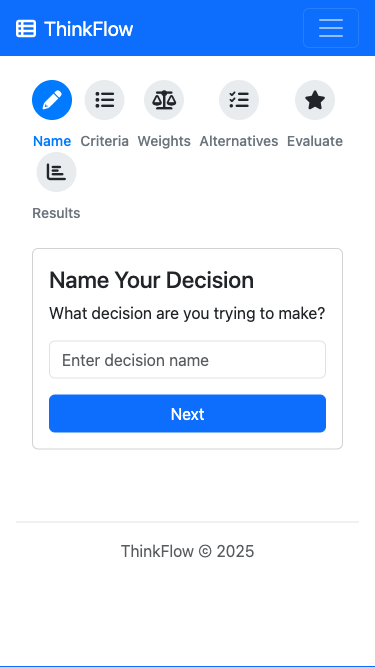 ThinkFlow
Name Criteria Weights Alternatives Evaluate
Results
Name Your Decision
What decision are you trying to make?
Enter decision name
Next
ThinkFlow © 2025